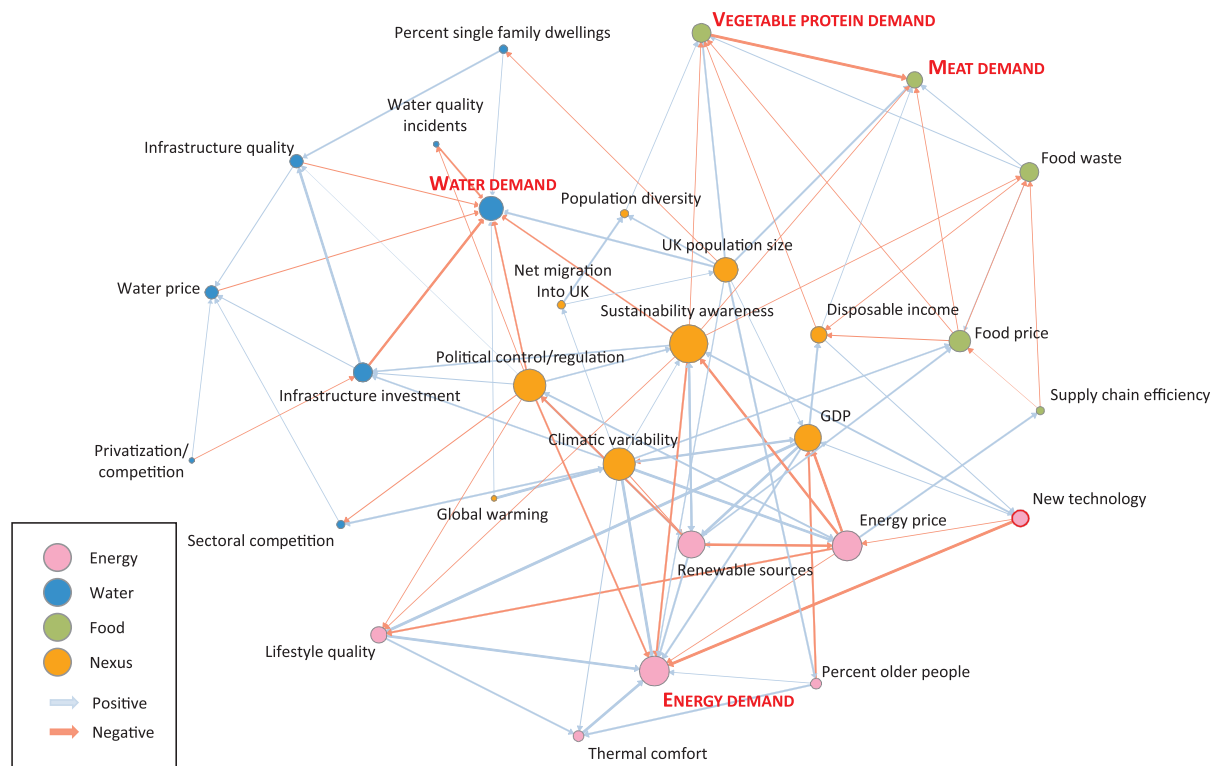 VEGETABLE PROTEIN DEMAND
Percent single family dwellings
MEAT DEMAND
Water quality
incidents
Infrastructure quality
Food waste
WATER DEMAND
Population diversity
UK population size
Net migration
Into UK
Water price
Sustainability awareness
Disposable income
Food price
Political control/regulation
Infrastructure investment
Supply chain efficiency
GDP
Climatic variability
Privatization/
competition
New technology
Global warming
Energy price
Sectoral competition
Renewable sources
Lifestyle quality
Percent older people
ENERGY DEMAND
Thermal comfort
Energy
Water
Food
Nexus
Positive
Negative